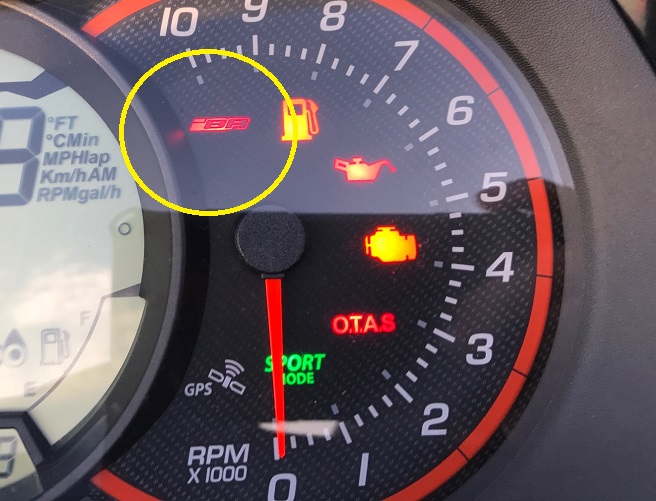 10
9
8
7
6
5
4
3
2
1
0
iBR
°FT
°CMin
MPHlap
Km/hAM
RPMgal/h
F
E
O.T.A.S
SPORT
MODE
GPS
RPM
X 1000